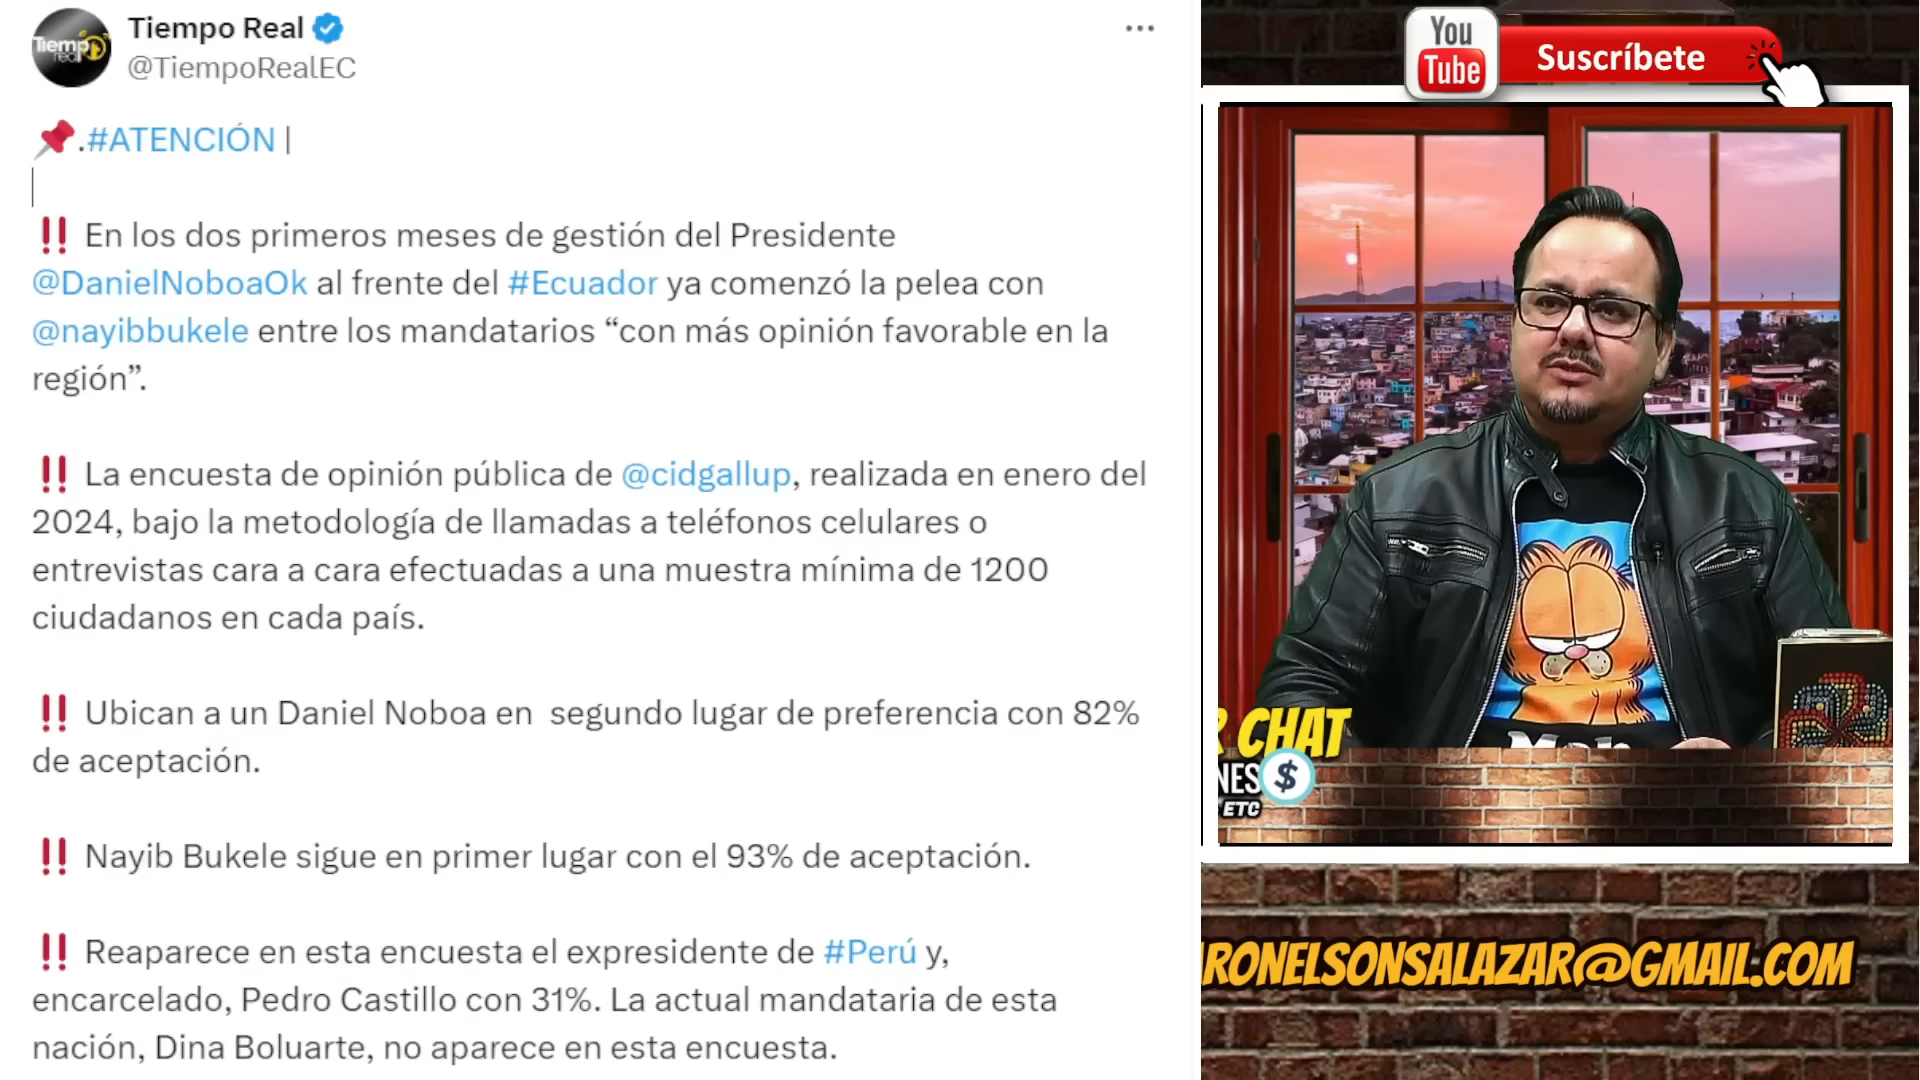 Tiempo Real
@TiempoRealEC
.#ATENCIÓN |
|
‼ En los dos primeros meses de gestión del Presidente
@DanielNoboaOk al frente del #Ecuador ya comenzó la pelea con
@nayibbukele entre los mandatarios “con más opinión favorable en la
región”.
‼ La encuesta de opinión pública de @cidgallup, realizada en enero del
2024, bajo la metodología de llamadas a teléfonos celulares o
entrevistas cara a cara efectuadas a una muestra mínima de 1200
ciudadanos en cada país.
‼ Ubican a un Daniel Noboa en segundo lugar de preferencia con 82%
de aceptación.
‼ Nayib Bukele sigue en primer lugar con el 93% de aceptación.
‼ Reaparece en esta encuesta el expresidente de #Perú y,
encarcelado, Pedro Castillo con 31%. La actual mandataria de esta
nación, Dina Boluarte, no aparece en esta encuesta.
Tiempo real
You Tube
Suscríbete
R CHAT
NES $
ETC
RONELSONSALAZAR@GMAIL.COM